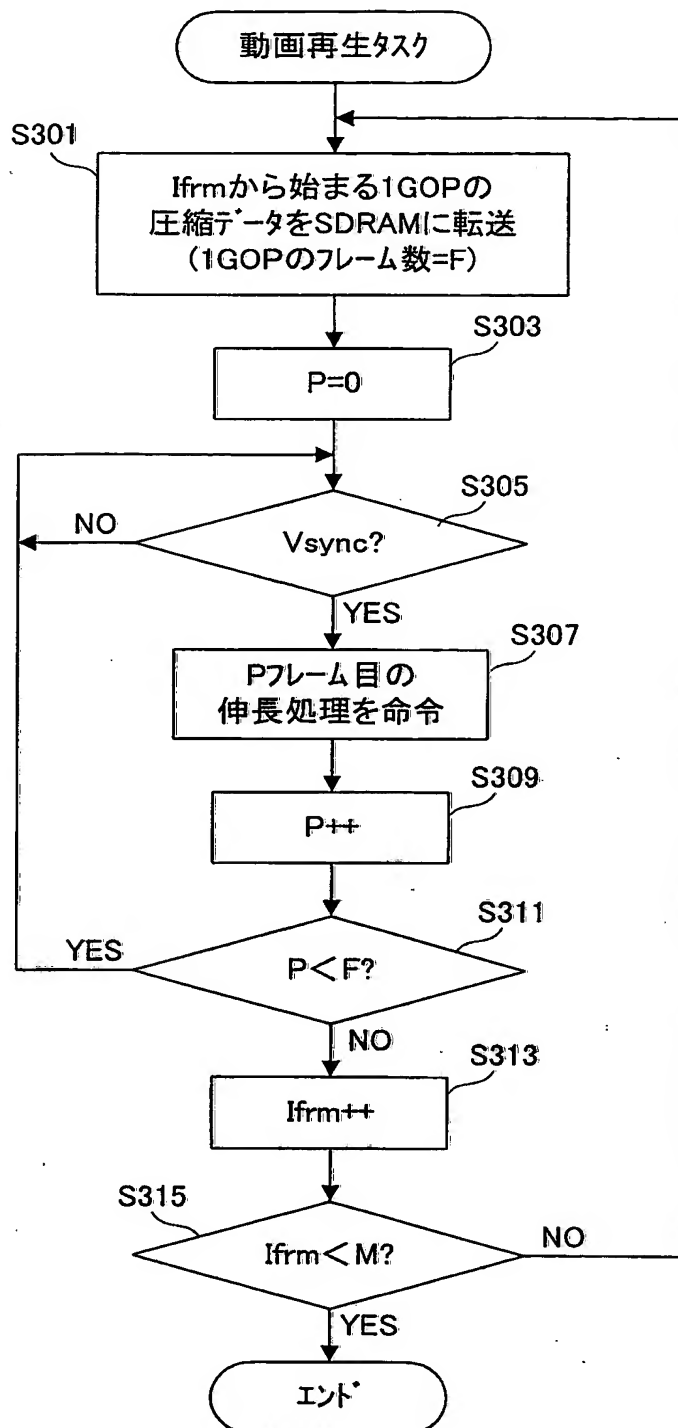 動画再生タスク
S301
Ifrmから始まる1GOPの
圧縮データをSDRAMに転送
(1GOPのフレーム数=F)
S303
P=0
S305
NO
Vsync?
YES
S307
Pフレーム目の
伸長処理を命令
S309
P++
S311
YES
P<F?
NO
S313
Ifrm++
S315
Ifrm<M?
NO
YES
エンド